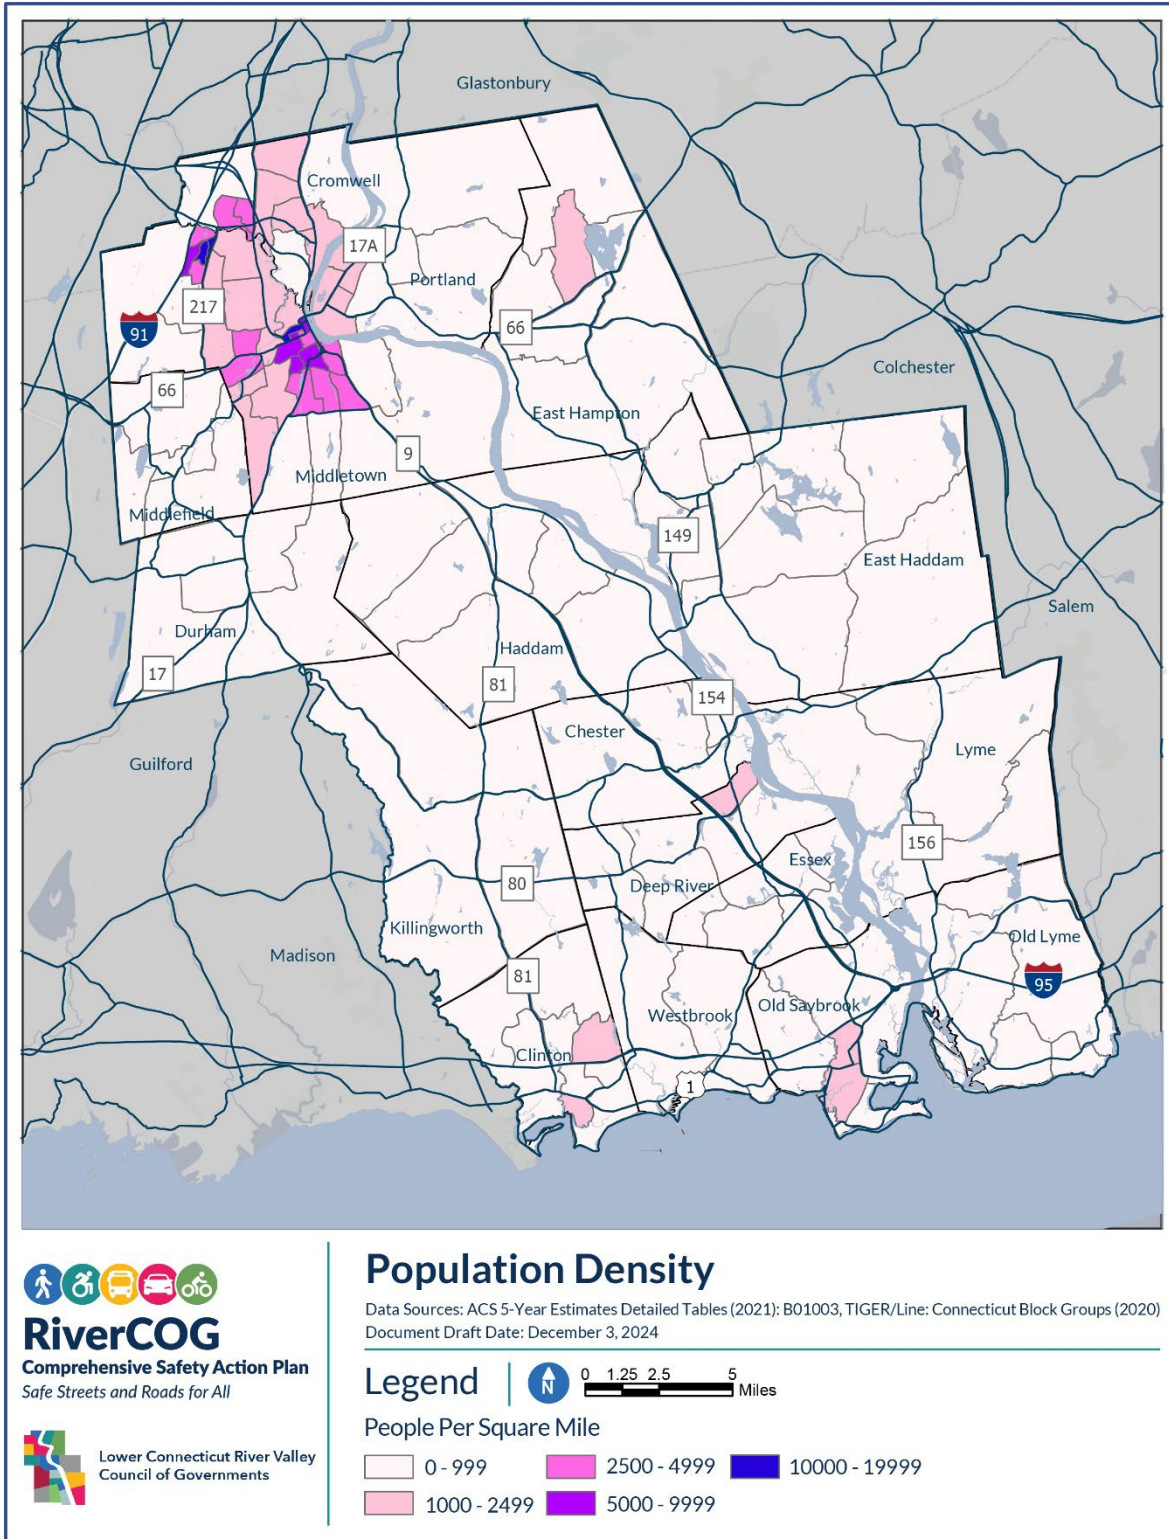 Glastonbury
Cromwell
17A
Portland
217
91
66
66
Colchester
East Hampton
9
Middletown
Middlefield
149
East Haddam
Salem
Durham
Haddam
17
81
154
Chester
Lyme
Guilford
156
Essex
80
Deep River
Killingworth
Old Lyme
Madison
81
95
Old Saybrook
Westbrook
Clinton
1
RiverCOG
Comprehensive Safety Action Plan
Safe Streets and Roads for All
Lower Connecticut River Valley
Council of Governments
Population Density
Data Sources: ACS 5-Year Estimates Detailed Tables (2021): B01003, TIGER/Line: Connecticut Block Groups (2020)
Document Draft Date: December 3, 2024
Legend
N
0 1.25 2.5 5
Miles
People Per Square Mile
0 - 999
2500 - 4999
10000 - 19999
1000 - 2499
5000 - 9999